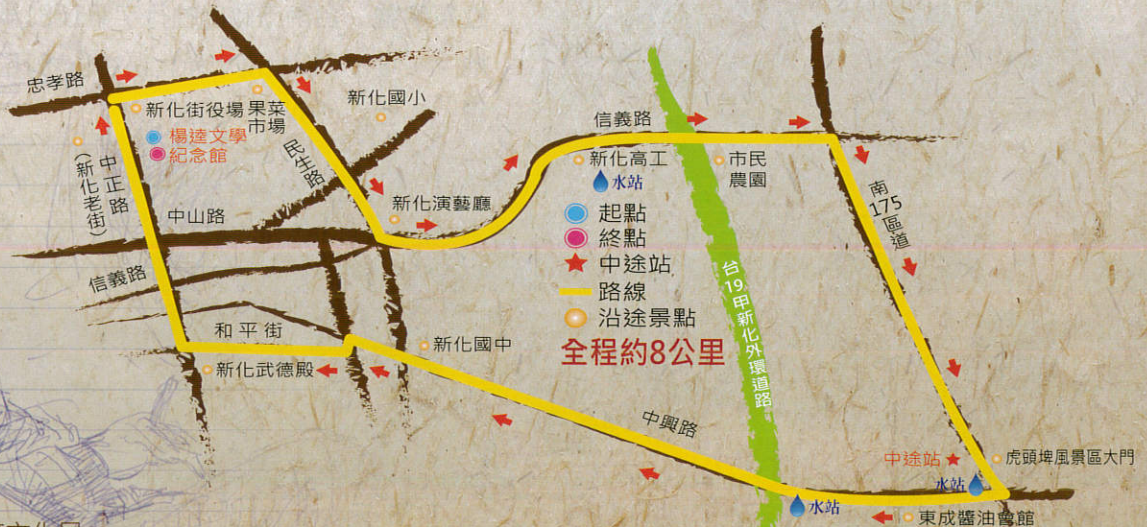 忠孝路
新化街役場
果菜
市場
楊逵文學
紀念館
新化國小
信義路
新化高工
水站
市民
農園
民生路
中正路
(新化老街)
中山路
新化演藝廳
南175區道
起點
終點
中途站
路線
沿途景點
全程約8公里
台19甲新化外環道路
信義路
和平街
新化國中
新化武德殿
中興路
中途站
虎頭埤風景區大門
水站
水站
東成醬油會館